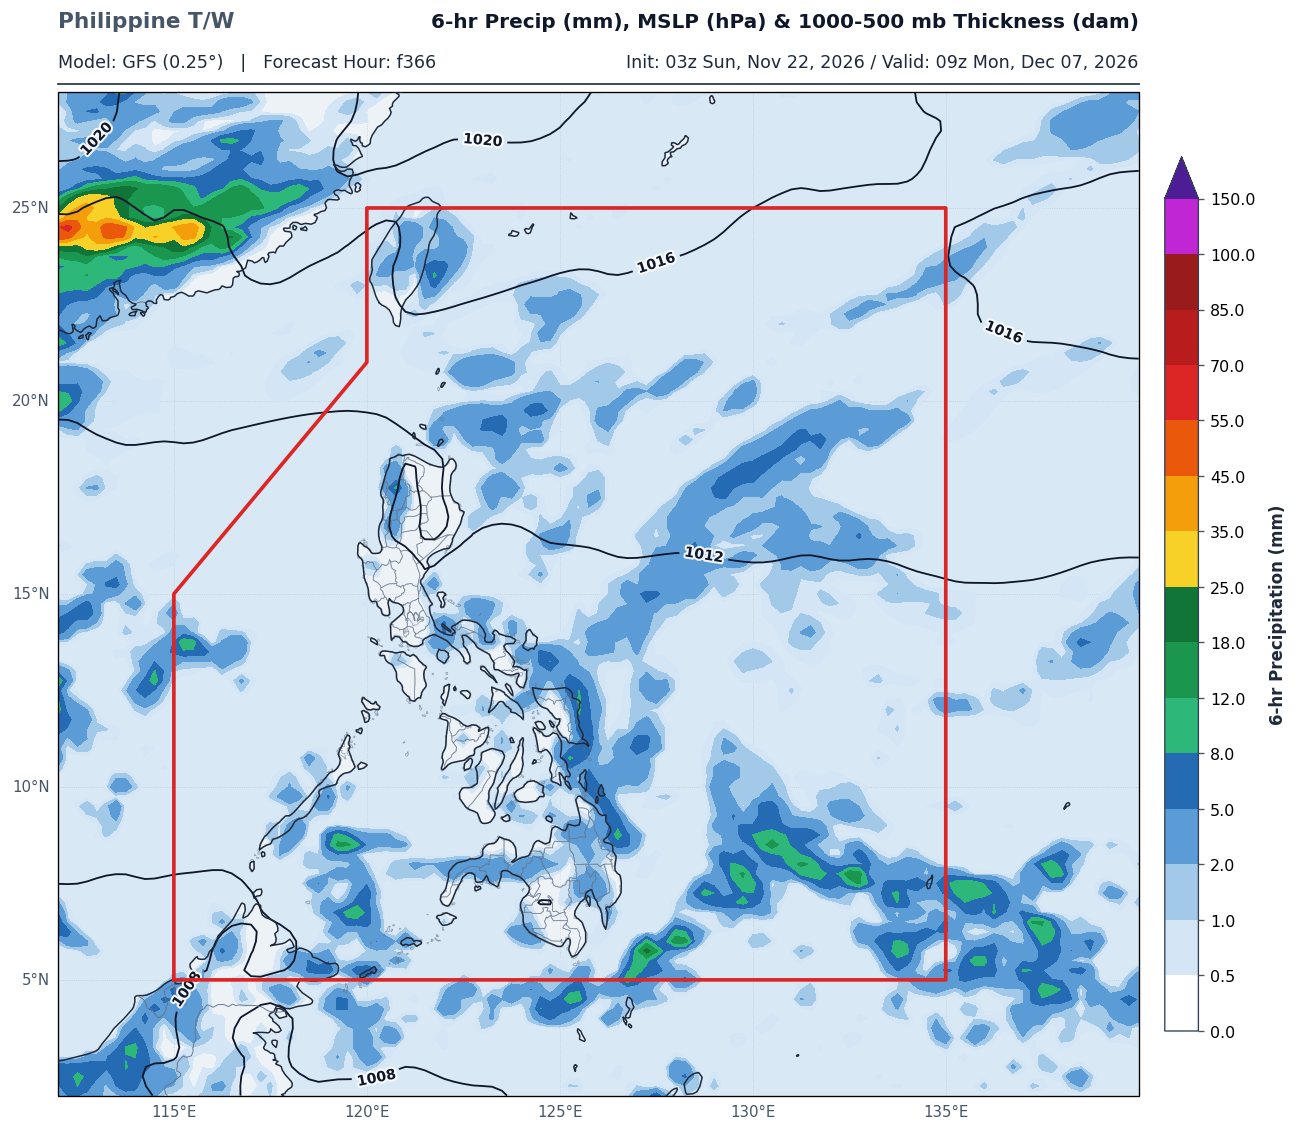 Philippine T/W
6-hr Precip (mm), MSLP (hPa) & 1000-500 mb Thickness (dam)
Model: GFS (0.25°) | Forecast Hour: f366
Init: 03z Sun, Nov 22, 2026 / Valid: 09z Mon, Dec 07, 2026
1020
1020
1016
1016
1012
1008
1008
25°N
20°N
15°N
10°N
5°N
115°E
120°E
125°E
130°E
135°E
150.0
100.0
85.0
70.0
55.0
45.0
35.0
25.0
18.0
12.0
8.0
5.0
2.0
1.0
0.5
0.0
6-hr Precipitation (mm)